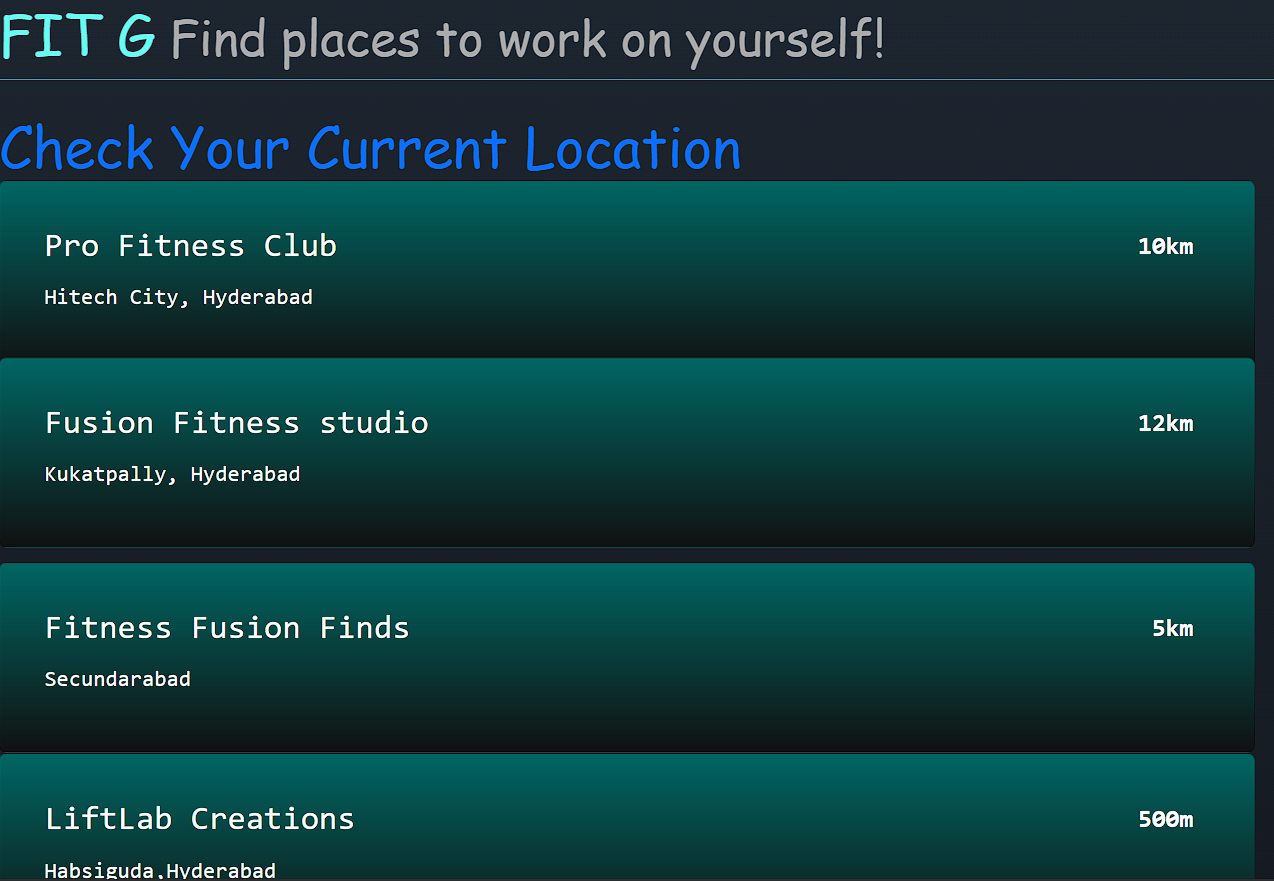 FIT G Find places to work on yourself!
Check Your Current Location
Pro Fitness Club 10km
Hitech City, Hyderabad
Fusion Fitness studio 12km
Kukatpally, Hyderabad
Fitness Fusion Finds 5km
Secundarabad
LiftLab Creations 500m
Habsiguda,Hyderabad